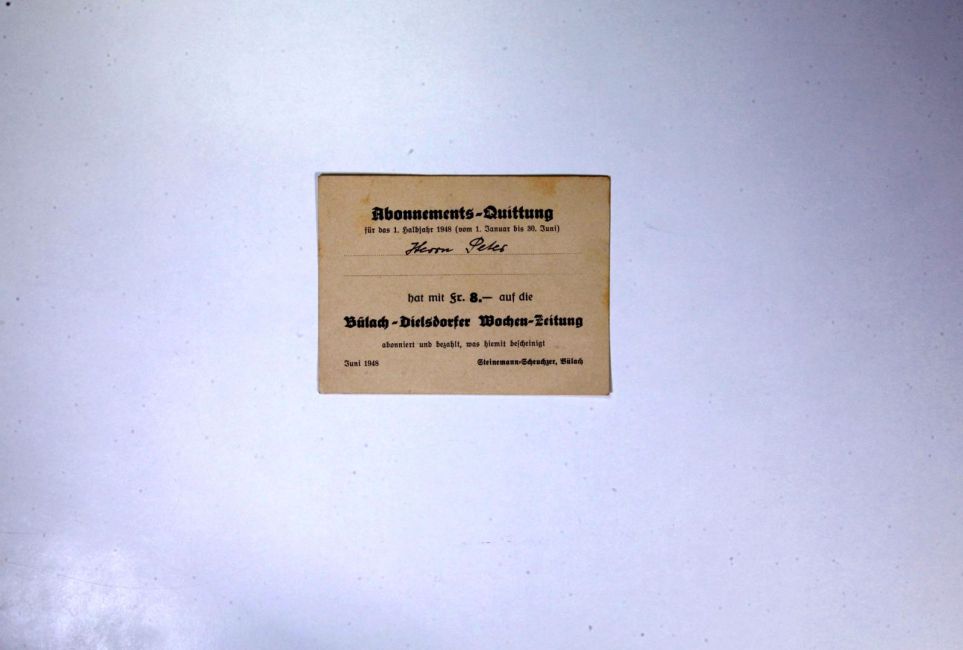 Abonnements-Quittung
für das 1. Halbjahr 1948 (vom 1. Januar bis 30. Juni)
Herrn Peter
hat mit Fr. 8.— auf die
Bülach-Dielsdorfer Wochen-Zeitung
abonniert und bezahlt, was hiemit bescheinigt
Juni 1948 Steinemann-Scheuchzer, Bülach